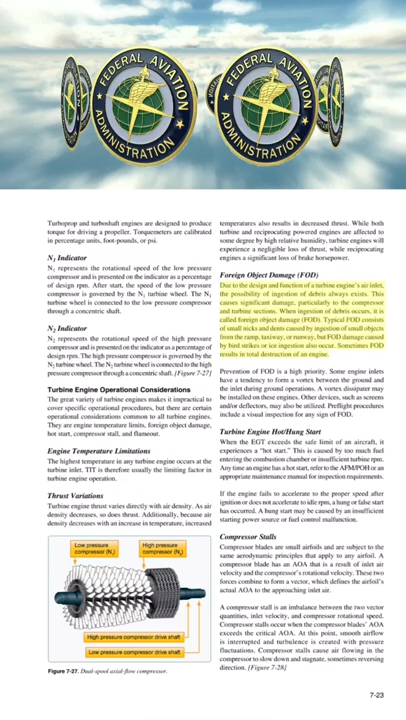 FEDERAL AVIATION
ADMINISTRATION
FEDERAL AVIATION
ADMINISTRATION
Turboprop and turboshaft engines are designed to produce
torque for driving a propeller. Torquemeters are calibrated
in percentage units, foot-pounds, or psi.
N1 Indicator
N1 represents the rotational speed of the low pressure
compressor and is presented on the indicator as a percentage
of design rpm. After start, the speed of the low pressure
compressor is governed by the N1 turbine wheel. The N1
turbine wheel is connected to the low pressure compressor
through a concentric shaft.
N2 Indicator
N2 represents the rotational speed of the high pressure
compressor and is presented on the indicator as a percentage of
design rpm. The high pressure compressor is governed by the
N2 turbine wheel. The N2 turbine wheel is connected to the high
pressure compressor through a concentric shaft. [Figure 7-27]
Turbine Engine Operational Considerations
The great variety of turbine engines makes it impractical to
cover specific operational procedures, but there are certain
operational considerations common to all turbine engines.
They are engine temperature limits, foreign object damage,
hot start, compressor stall, and flameout.
Engine Temperature Limitations
The highest temperature in any turbine engine occurs at the
turbine inlet. TIT is therefore usually the limiting factor in
turbine engine operation.
Thrust Variations
Turbine engine thrust varies directly with air density. As air
density decreases, so does thrust. Additionally, because air
density decreases with an increase in temperature, increased
Low pressure
compressor (N1)
High pressure
compressor (N2)
High pressure compressor drive shaft
Low pressure compressor drive shaft
Figure 7-27. Dual-spool axial-flow compressor.
temperatures also results in decreased thrust. While both
turbine and reciprocating powered engines are affected to
some degree by high relative humidity, turbine engines will
experience a negligible loss of thrust, while reciprocating
engines a significant loss of brake horsepower.
Foreign Object Damage (FOD)
Due to the design and function of a turbine engine's air inlet,
the possibility of ingestion of debris always exists. This
causes significant damage, particularly to the compressor
and turbine sections. When ingestion of debris occurs, it is
called foreign object damage (FOD). Typical FOD consists
of small nicks and dents caused by ingestion of small objects
from the ramp, taxiway, or runway, but FOD damage caused
by bird strikes or ice ingestion also occur. Sometimes FOD
results in total destruction of an engine.
Prevention of FOD is a high priority. Some engine inlets
have a tendency to form a vortex between the ground and
the inlet during ground operations. A vortex dissipater may
be installed on these engines. Other devices, such as screens
and/or deflectors, may also be utilized. Preflight procedures
include a visual inspection for any sign of FOD.
Turbine Engine Hot/Hung Start
When the EGT exceeds the safe limit of an aircraft, it
experiences a "hot start." This is caused by too much fuel
entering the combustion chamber or insufficient turbine rpm.
Any time an engine has a hot start, refer to the AFM/POH or an
appropriate maintenance manual for inspection requirements.
If the engine fails to accelerate to the proper speed after
ignition or does not accelerate to idle rpm, a hung or false start
has occurred. A hung start may be caused by an insufficient
starting power source or fuel control malfunction.
Compressor Stalls
Compressor blades are small airfoils and are subject to the
same aerodynamic principles that apply to any airfoil. A
compressor blade has an AOA that is a result of inlet air
velocity and the compressor's rotational velocity. These two
forces combine to form a vector, which defines the airfoil's
actual AOA to the approaching inlet air.
A compressor stall is an imbalance between the two vector
quantities, inlet velocity, and compressor rotational speed.
Compressor stalls occur when the compressor blades' AOA
exceeds the critical AOA. At this point, smooth airflow
is interrupted and turbulence is created with pressure
fluctuations. Compressor stalls cause air flowing in the
compressor to slow down and stagnate, sometimes reversing
direction. [Figure 7-28]
7-23